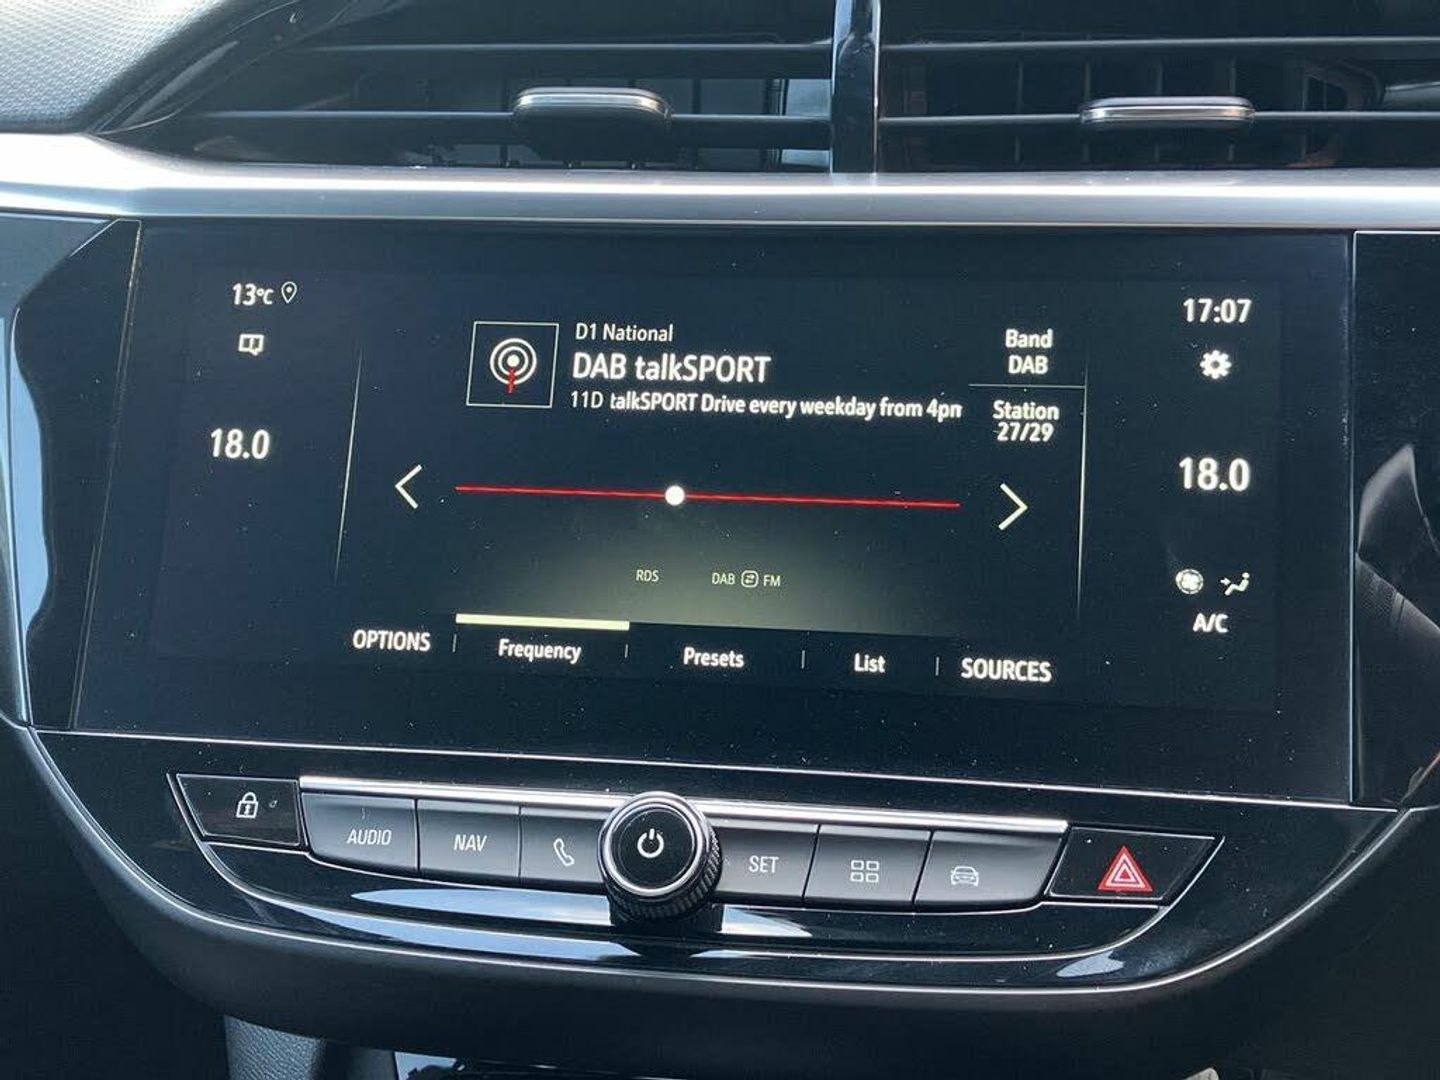 13°C
17:07
D1 National
DAB talkSPORT
11D talkSPORT Drive every weekday from 4pm
Band
DAB
Station
27/29
18.0
18.0
RDS
DAB FM
A/C
OPTIONS
Frequency
Presets
List
SOURCES
AUDIO
NAV
SET